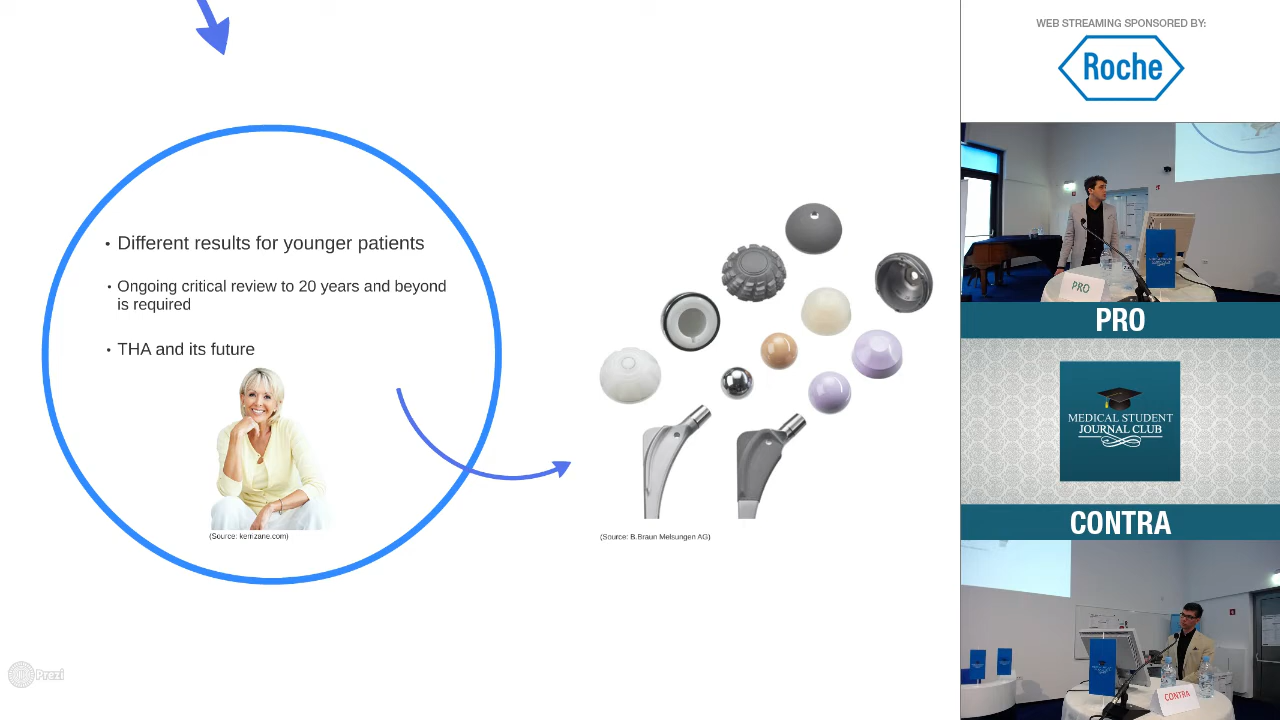 • Different results for younger patients
• Ongoing critical review to 20 years and beyond
is required
• THA and its future
(Source: kerrizane.com)
(Source: B.Braun Melsungen AG)
Prezi
WEB STREAMING SPONSORED BY:
Roche
PRO
PRO
MEDICAL STUDENT
JOURNAL CLUB
CONTRA
CONTRA